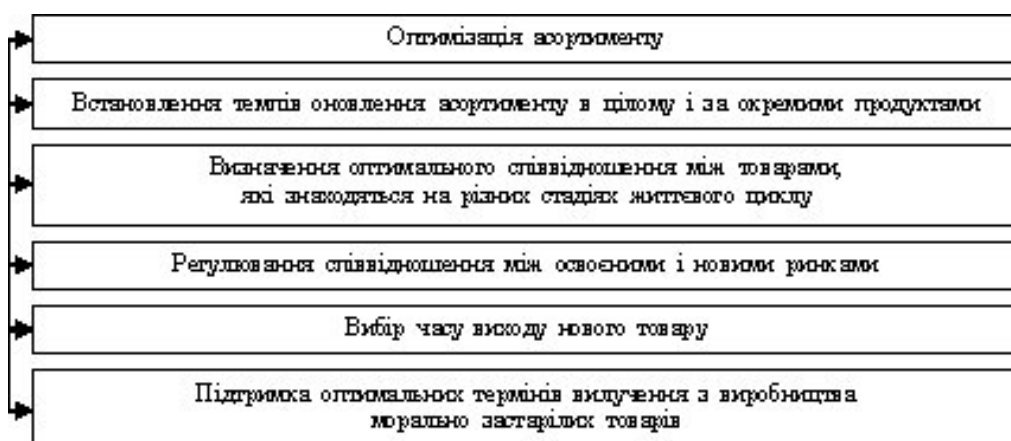 Оптимізація асортименту
Встановлення темпів оновлення асортименту в цілому і за окремими продуктами
Визначення оптимального співвідношення між товарами,
які знаходяться на різних стадіях життєвого циклу
Регулювання співвідношення між освоєними і новими ринками
Вибір часу виходу нового товару
Підтримка оптимальних термінів вилучення з виробництва
морально застарілих товарів